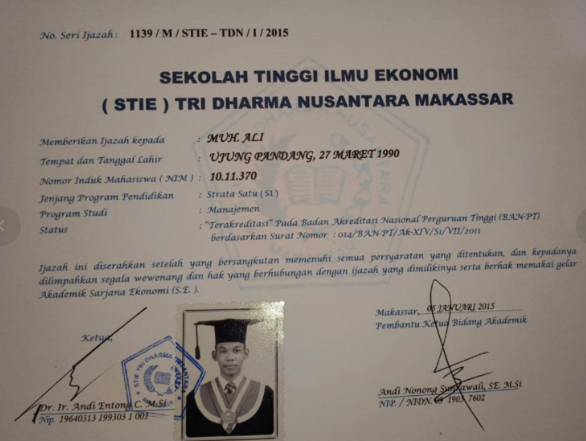 No. Seri Ijazah : 1139 / M / STIE – TDN / I / 2015
SEKOLAH TINGGI ILMU EKONOMI
( STIE ) TRI DHARMA NUSANTARA MAKASSAR
Memberikan Ijazah kepada : MUH. ALI
Tempat dan Tanggal Lahir : UJUNG PANDANG, 27 MARET 1990
Nomor Induk Mahasiswa ( NIM ) : 10.11.370
Jenjang Program Pendidikan : Strata Satu ( S1 )
Program Studi : Manajemen
Status : "Terakreditasi" Pada Badan Akreditasi Nasional Perguruan Tinggi (BAN-PT)
berdasarkan Surat Nomor : 014/BAN-PT/Ak-XIV/S1/VII/2011
Ijazah ini diserahkan setelah yang bersangkutan memenuhi semua persyaratan yang ditentukan, dan kepadanya
dilimpahkan segala wewenang dan hak yang berhubungan dengan ijazah yang dimilikinya serta berhak memakai gelar
Akademik Sarjana Ekonomi (S.E. ).
Makassar, 05 JANUARI 2015
Pembantu Ketua Bidang Akademik
Ketua,
STIE TRI DHARMA NUSANTARA
Dr. Ir. Andi Entong C. M.Si
Nip. 19640313 199303 1 001
Andi Nonong Sunrawali, SE. M.Si
NIP. / NIDN. 1903 7602